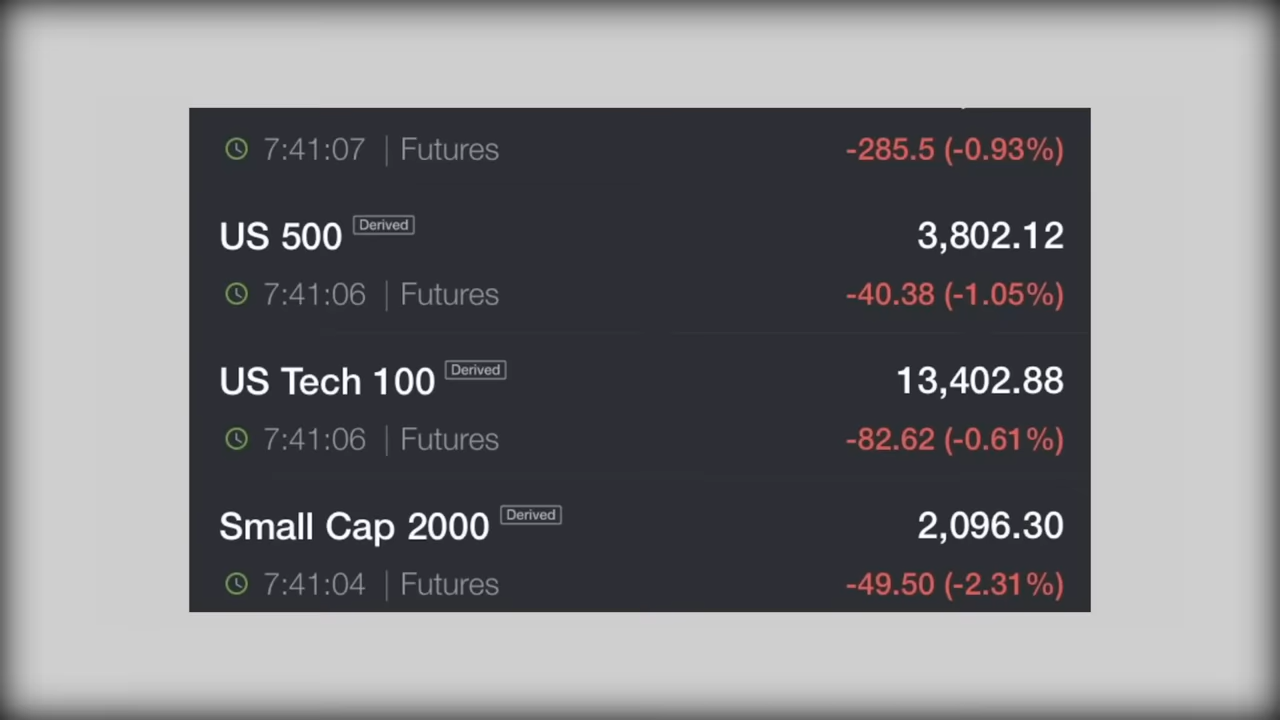 7:41:07 | Futures -285.5 (-0.93%)
US 500 Derived 3,802.12
7:41:06 | Futures -40.38 (-1.05%)
US Tech 100 Derived 13,402.88
7:41:06 | Futures -82.62 (-0.61%)
Small Cap 2000 Derived 2,096.30
7:41:04 | Futures -49.50 (-2.31%)